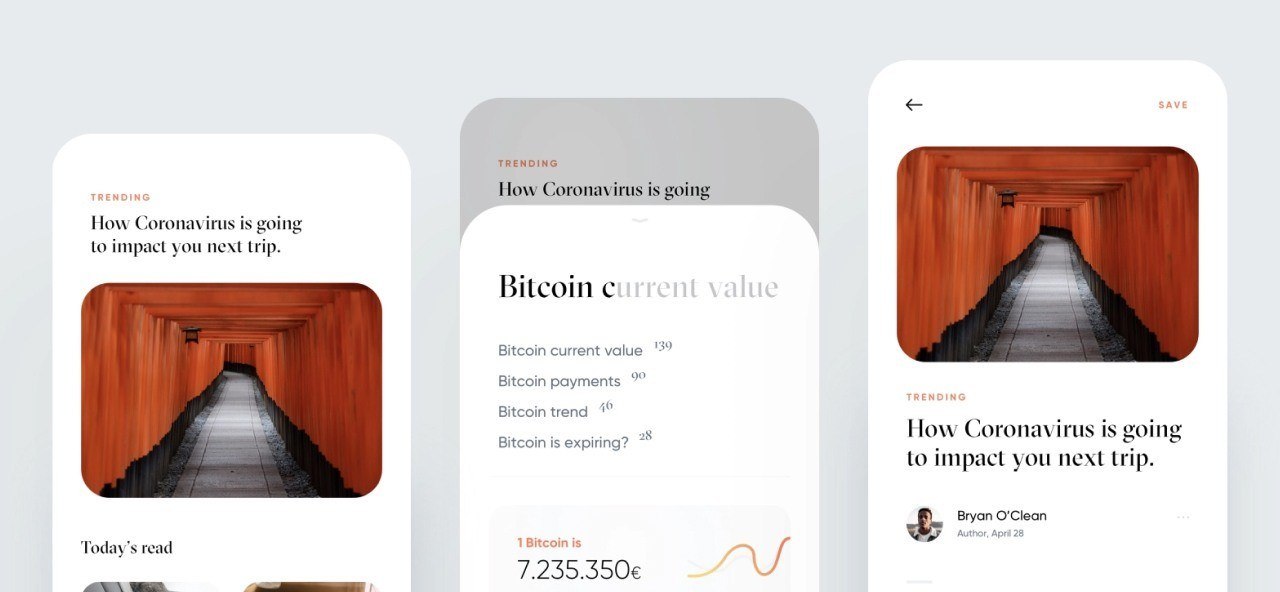 TRENDING
How Coronavirus is going
to impact you next trip.
Today's read
TRENDING
How Coronavirus is going
Bitcoin current value
Bitcoin current value 139
Bitcoin payments 90
Bitcoin trend 46
Bitcoin is expiring? 28
1 Bitcoin is
7.235.350€
SAVE
TRENDING
How Coronavirus is going
to impact you next trip.
Bryan O'Clean
Author, April 28